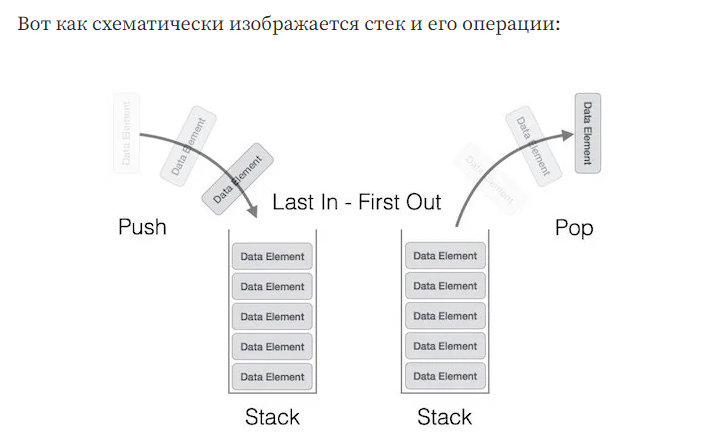 Вот как схематически изображается стек и его операции:
Data Element
Data Element
Data Element
Data Element
Data Element
Data Element
Last In - First Out
Push
Pop
Data Element
Data Element
Data Element
Data Element
Data Element
Data Element
Data Element
Data Element
Data Element
Data Element
Stack
Stack